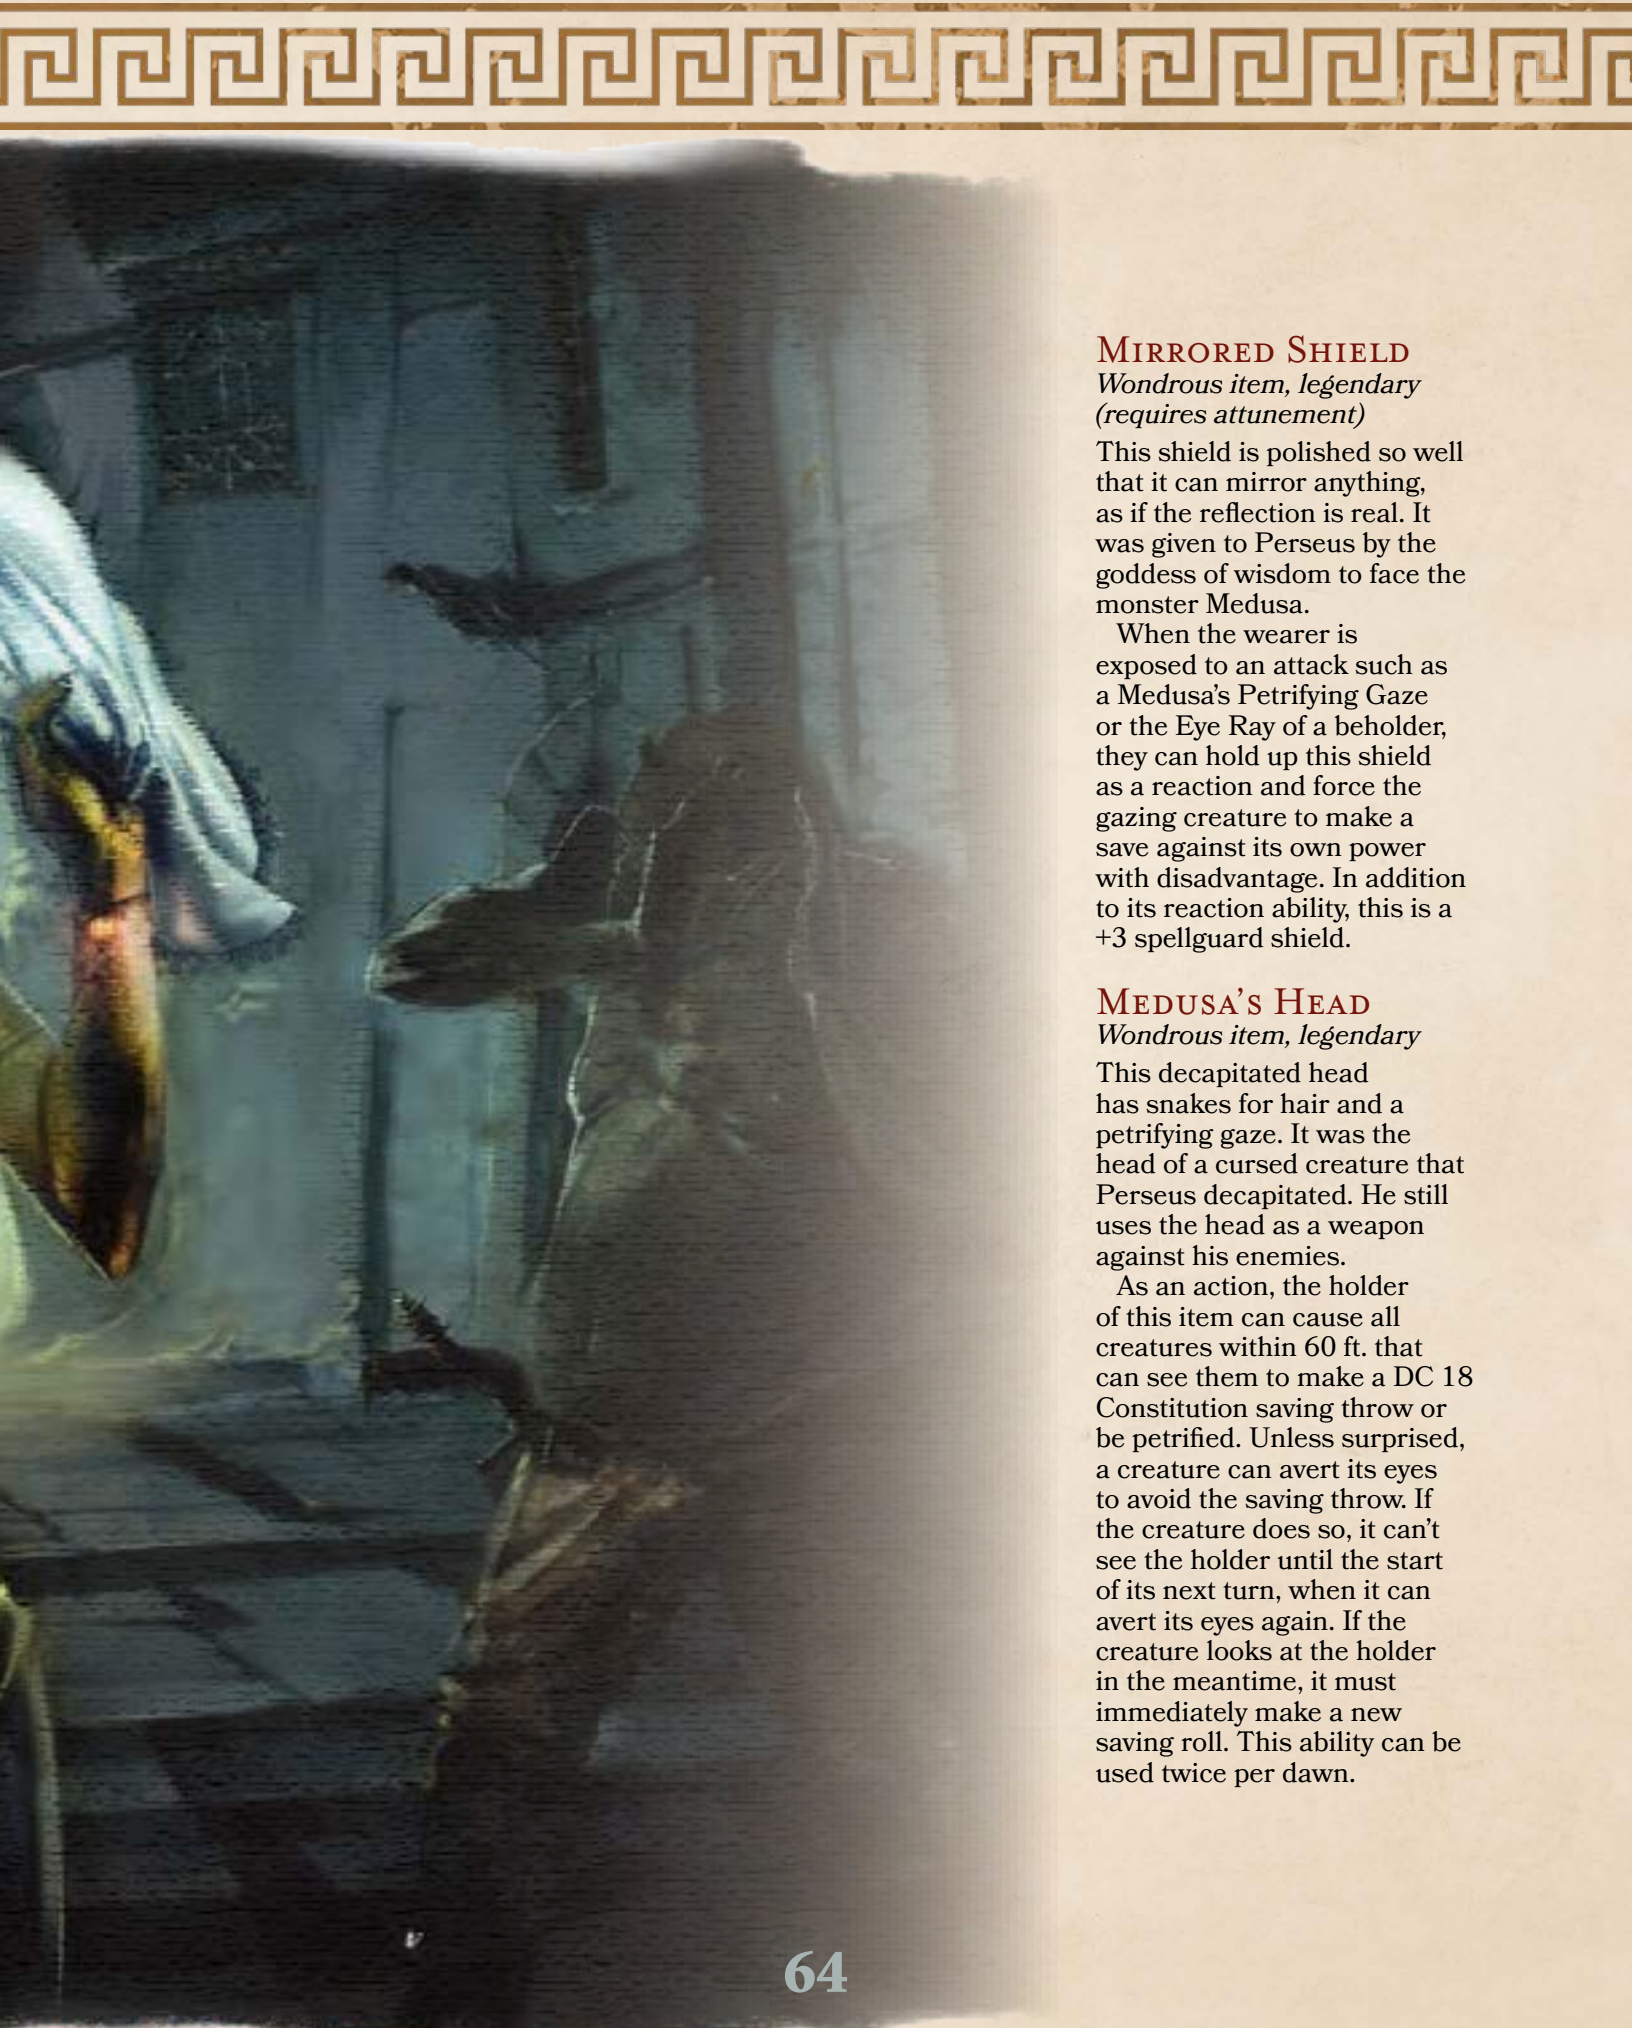 Mirrored Shield
Wondrous item, legendary
(requires attunement)
This shield is polished so well
that it can mirror anything,
as if the reflection is real. It
was given to Perseus by the
goddess of wisdom to face the
monster Medusa.
When the wearer is
exposed to an attack such as
a Medusa’s Petrifying Gaze
or the Eye Ray of a beholder,
they can hold up this shield
as a reaction and force the
gazing creature to make a
save against its own power
with disadvantage. In addition
to its reaction ability, this is a
+3 spellguard shield.
Medusa’s Head
Wondrous item, legendary
This decapitated head
has snakes for hair and a
petrifying gaze. It was the
head of a cursed creature that
Perseus decapitated. He still
uses the head as a weapon
against his enemies.
As an action, the holder
of this item can cause all
creatures within 60 ft. that
can see them to make a DC 18
Constitution saving throw or
be petrified. Unless surprised,
a creature can avert its eyes
to avoid the saving throw. If
the creature does so, it can’t
see the holder until the start
of its next turn, when it can
avert its eyes again. If the
creature looks at the holder
in the meantime, it must
immediately make a new
saving roll. This ability can be
used twice per dawn.
64